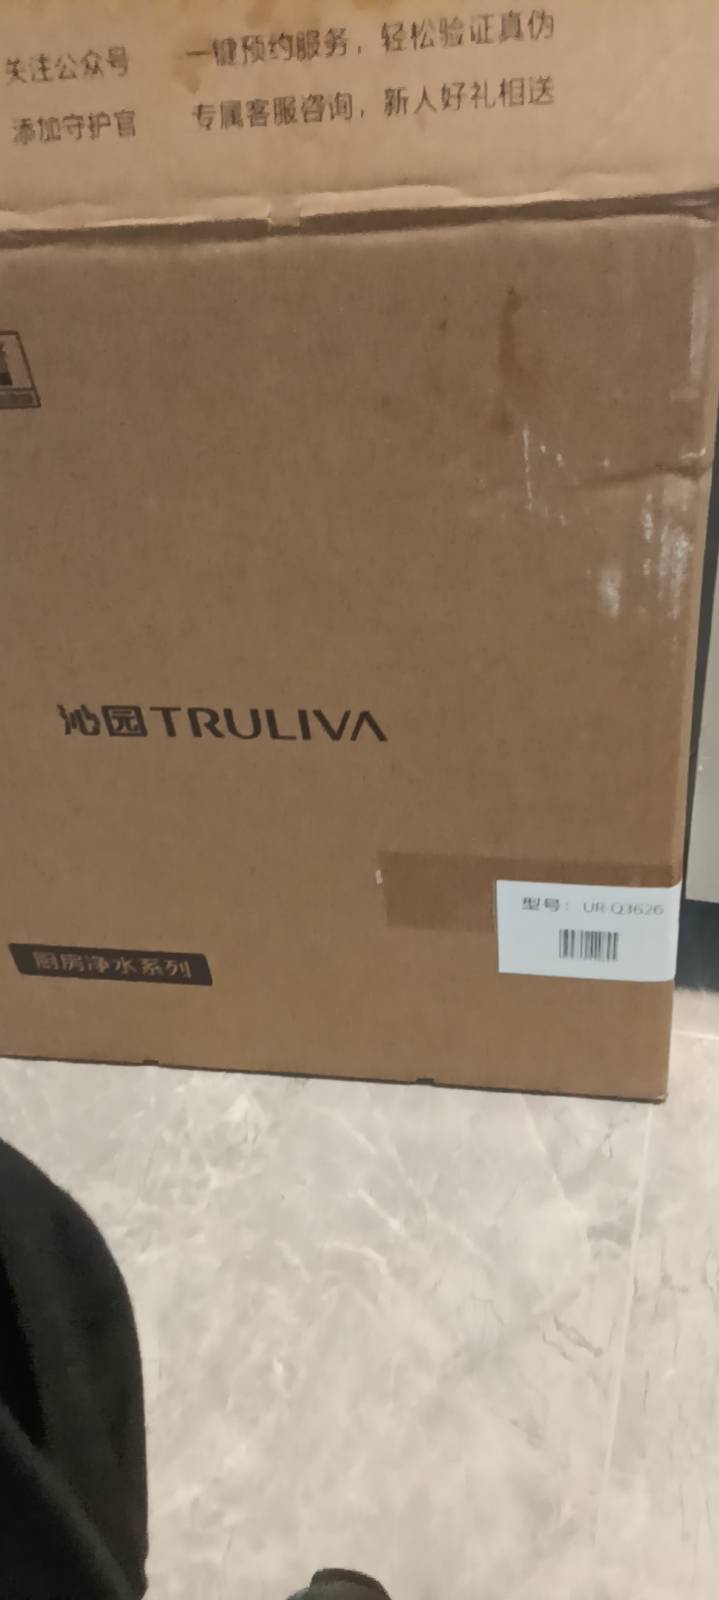 关注公众号 一键预约服务，轻松验证真伪
添加守护官 专属客服咨询，新人好礼相送
沁园TRULIVA
型号：UR-Q3626
厨房净水系列